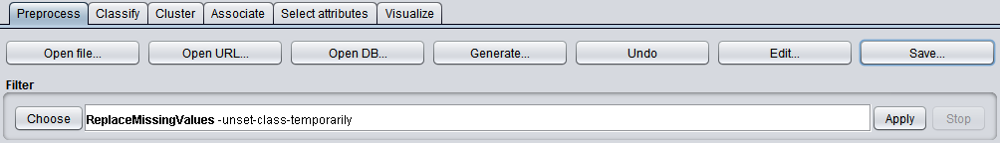 Preprocess Classify Cluster Associate Select attributes Visualize
Open file... Open URL... Open DB... Generate... Undo Edit... Save...
Filter
Choose ReplaceMissingValues -unset-class-temporarily Apply Stop